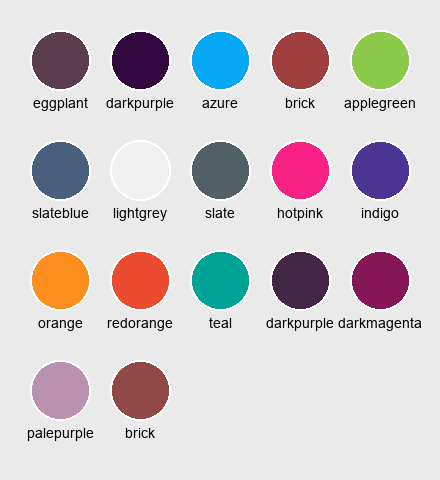 eggplant darkpurple azure brick applegreen
slateblue lightgrey slate hotpink indigo
orange redorange teal darkpurple darkmagenta
palepurple brick